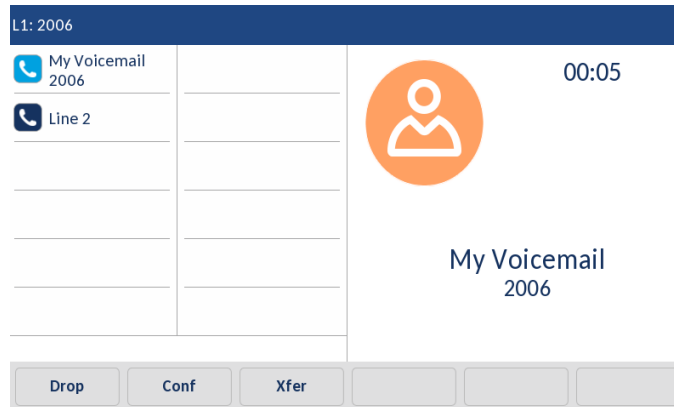 L1: 2006
My Voicemail
2006
Line 2
00:05
My Voicemail
2006
Drop
Conf
Xfer